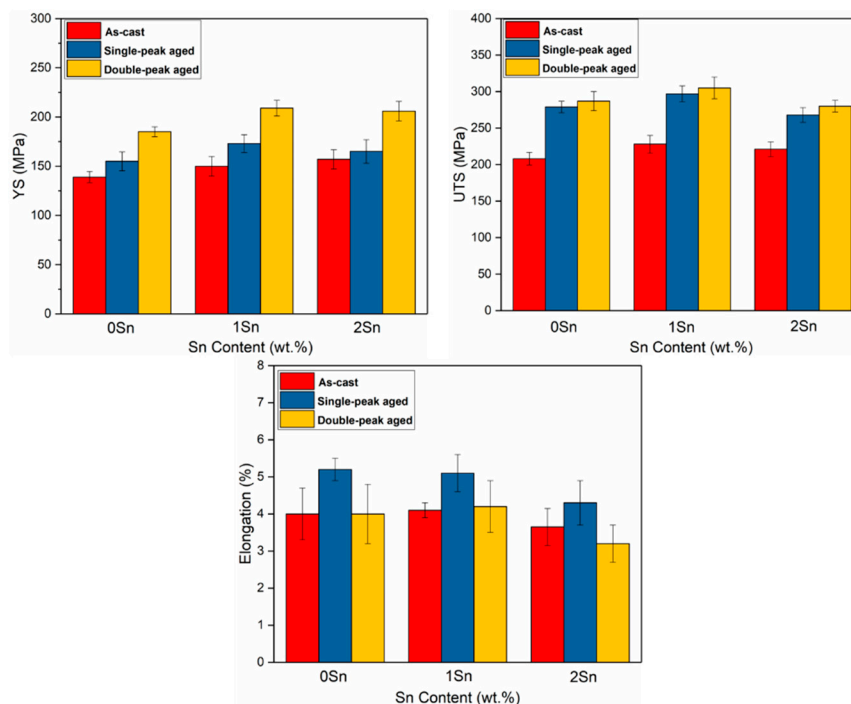 300
250
200
150
100
50
0
YS (MPa)
As-cast
Single-peak aged
Double-peak aged
0Sn 1Sn 2Sn
Sn Content (wt.%)
400
350
300
250
200
150
100
50
0
UTS (MPa)
As-cast
Single-peak aged
Double-peak aged
0Sn 1Sn 2Sn
Sn Content (wt.%)
8
7
6
5
4
3
2
1
0
Elongation (%)
As-cast
Single-peak aged
Double-peak aged
0Sn 1Sn 2Sn
Sn Content (wt.%)